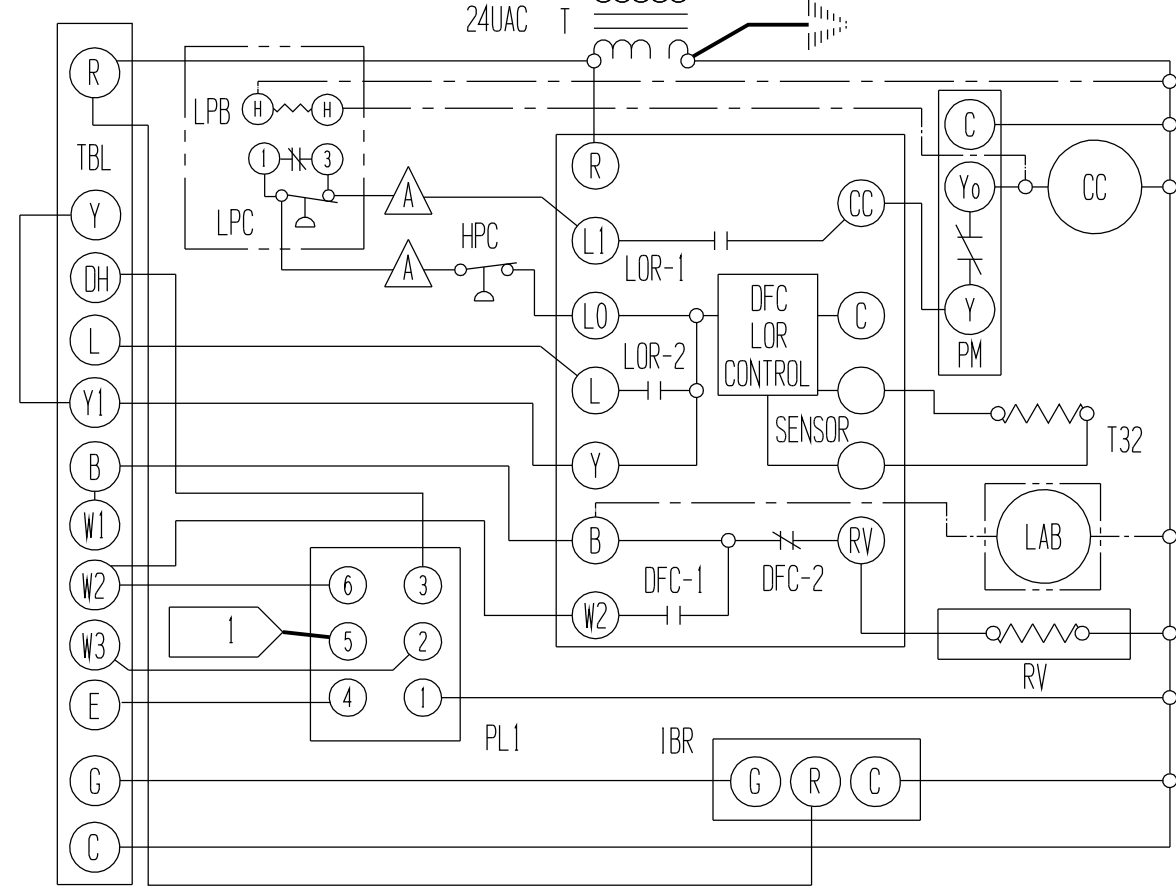 24UAC T
R
LPB H H
C
TBL
1 3
R
Y0
CC
CC
LPC
A
Y
HPC
L1
DH
A
LOR-1
DFC
LOR
CONTROL
L0
C
Y
L
LOR-2
PM
L
Y1
SENSOR
T32
B
Y
W1
B
RV
LAB
DFC-1
DFC-2
W2
6 3
W2
1
5 2
W3
RV
4 1
E
PL1
IBR
G
G R C
C